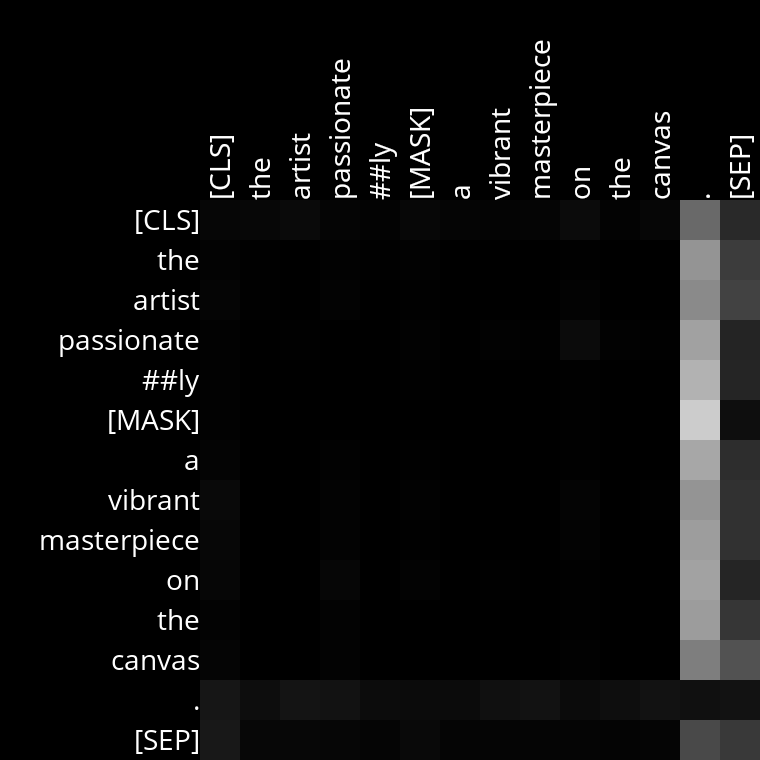 [CLS] the artist passionate ##ly [MASK] a vibrant masterpiece on the canvas . [SEP]
[CLS]
the
artist
passionate
##ly
[MASK]
a
vibrant
masterpiece
on
the
canvas
.
[SEP]